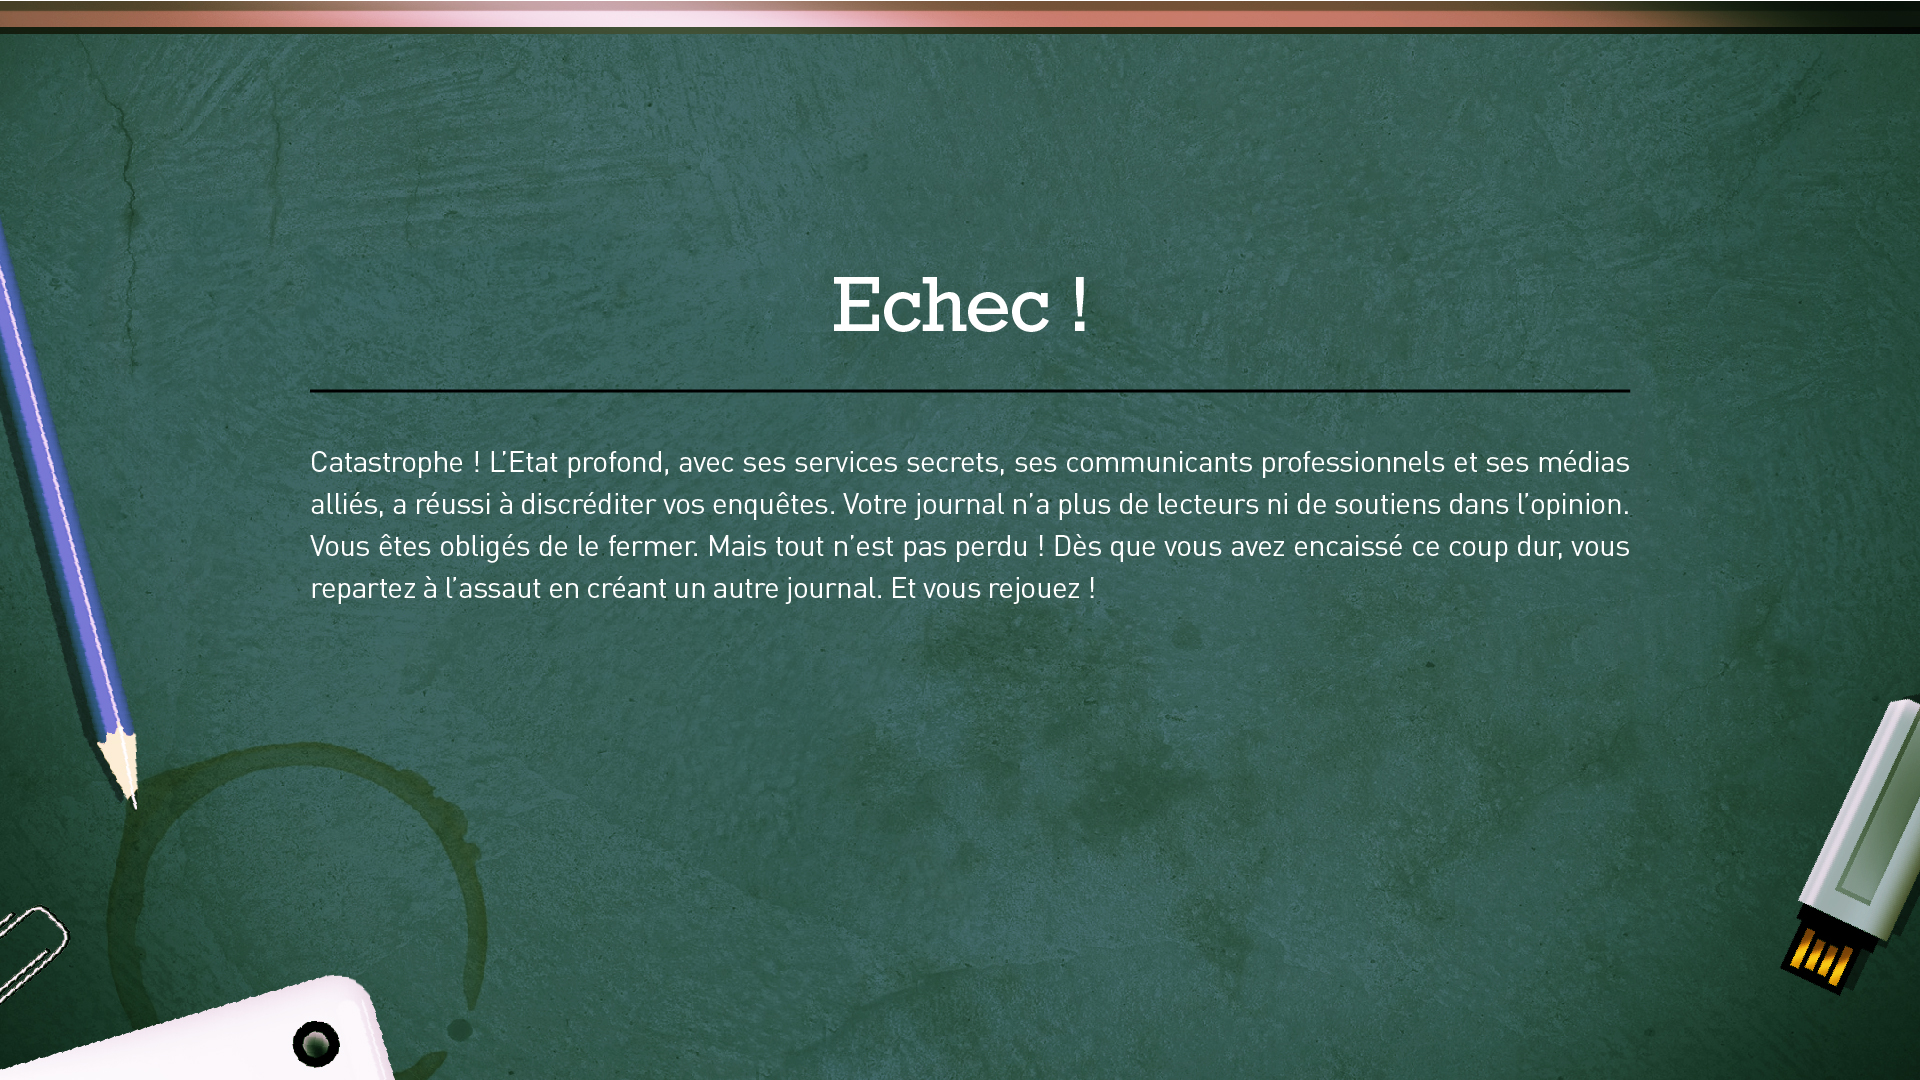 Echec !
Catastrophe ! L’Etat profond, avec ses services secrets, ses communicants professionnels et ses médias
alliés, a réussi à discréditer vos enquêtes. Votre journal n’a plus de lecteurs ni de soutiens dans l’opinion.
Vous êtes obligés de le fermer. Mais tout n’est pas perdu ! Dès que vous avez encaissé ce coup dur, vous
repartez à l’assaut en créant un autre journal. Et vous rejouez !